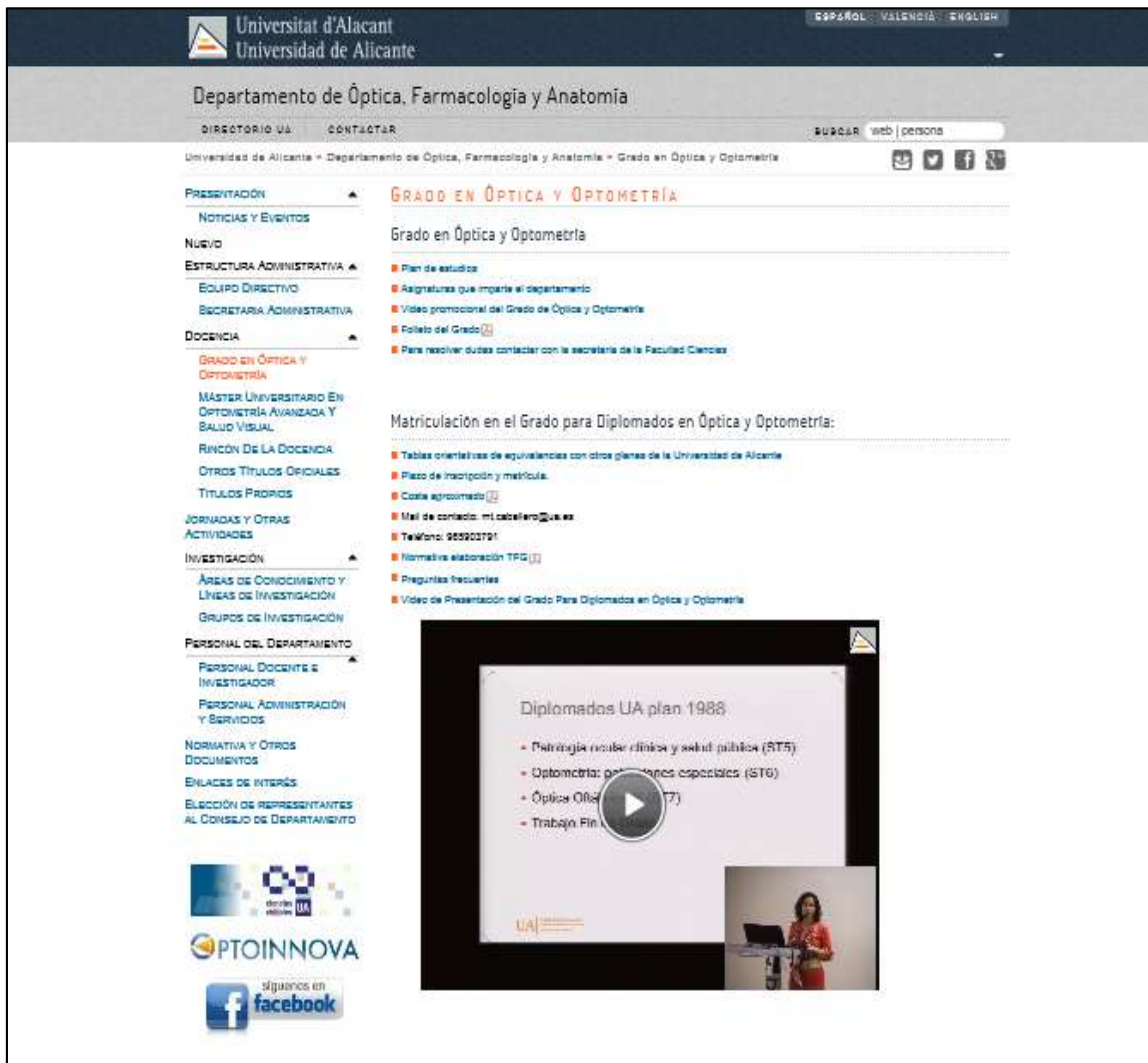 Universitat d'Alacant
Universidad de Alicante
ESPAÑOL VALENCIÀ ENGLISH
Departamento de Óptica, Farmacología y Anatomía
DIRECTORIO UA CONTACTAR
BUSCAR web | persona
Universidad de Alicante » Departamento de Óptica, Farmacología y Anatomía » Grado en Óptica y Optometría
PRESENTACIÓN
NOTICIAS Y EVENTOS
NUEVO
ESTRUCTURA ADMINISTRATIVA
EQUIPO DIRECTIVO
SECRETARIA ADMINISTRATIVA
DOCENCIA
GRADO EN ÓPTICA Y
OPTOMETRÍA
MÁSTER UNIVERSITARIO EN
OPTOMETRÍA AVANZADA Y
SALUD VISUAL
RINCÓN DE LA DOCENCIA
OTROS TÍTULOS OFICIALES
TITULOS PROPIOS
JORNADAS Y OTRAS
ACTIVIDADES
INVESTIGACIÓN
ÁREAS DE CONOCIMIENTO Y
LÍNEAS DE INVESTIGACIÓN
GRUPOS DE INVESTIGACIÓN
PERSONAL DEL DEPARTAMENTO
PERSONAL DOCENTE E
INVESTIGADOR
PERSONAL ADMINISTRACIÓN
Y SERVICIOS
NORMATIVA Y OTROS
DOCUMENTOS
ENLACES DE INTERÉS
ELECCIÓN DE REPRESENTANTES
AL CONSEJO DE DEPARTAMENTO
UA
OPTOINNOVA
síguenos en
facebook
GRADO EN ÓPTICA Y OPTOMETRÍA
Grado en Óptica y Optometría
Plan de estudios
Asignaturas que imparte el departamento
Video promocional del Grado de Óptica y Optometría
Folleto del Grado
Para resolver dudas contactar con la secretaría de la Facultad Ciencias
Matriculación en el Grado para Diplomados en Óptica y Optometría:
Tablas orientativas de equivalencias con otros planes de la Universidad de Alicante
Plazo de inscripción y matrícula.
Coste aproximado
Mail de contacto: mt.caballero@ua.es
Teléfono: 965903791
Normativa elaboración TFG
Preguntas frecuentes
Video de Presentación del Grado Para Diplomados en Óptica y Optometría
Diplomados UA plan 1988
Patología ocular clínica y salud pública (ST5)
Optometría: especiales (ST6)
Óptica
Trabajo Fin
UA